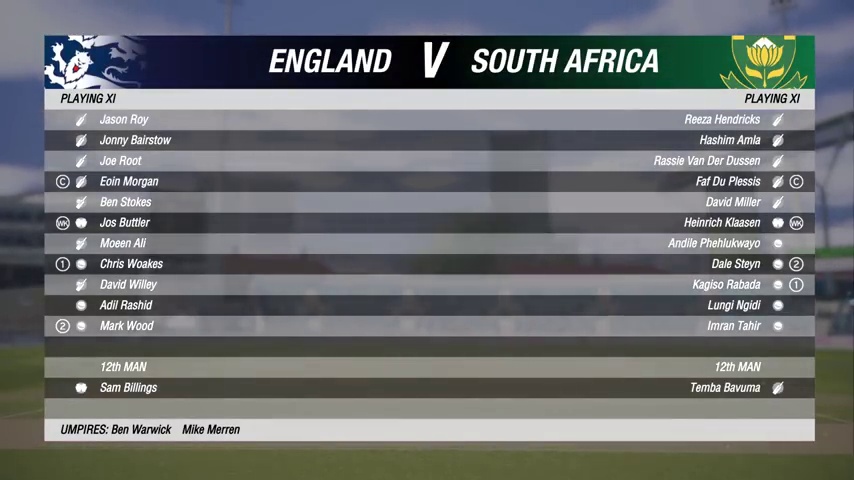 ENGLAND V SOUTH AFRICA
PLAYING XI PLAYING XI
Jason Roy Reeza Hendricks
Jonny Bairstow Hashim Amla
Joe Root Rassie Van Der Dussen
C Eoin Morgan Faf Du Plessis C
Ben Stokes David Miller
WK Jos Buttler Heinrich Klaasen WK
Moeen Ali Andile Phehlukwayo
1 Chris Woakes Dale Steyn 2
David Willey Kagiso Rabada 1
Adil Rashid Lungi Ngidi
2 Mark Wood Imran Tahir
12th MAN 12th MAN
Sam Billings Temba Bavuma
UMPIRES: Ben Warwick Mike Merren